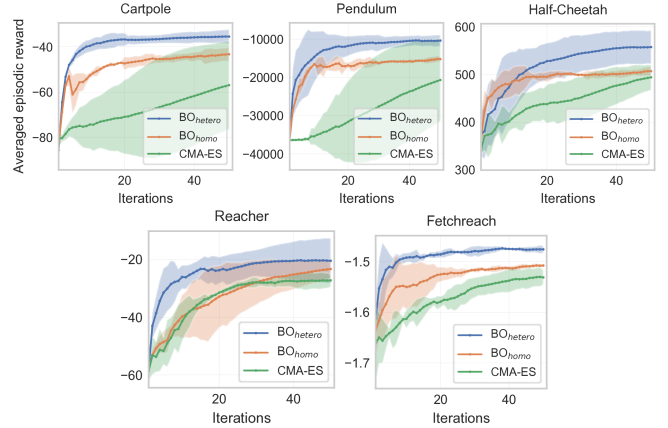 Cartpole
Pendulum
Half-Cheetah
Averaged episodic reward
−40
−60
−80
20
40
Iterations
BOhetero
BOhomo
CMA-ES
−10000
−20000
−30000
−40000
20
40
Iterations
BOhetero
BOhomo
CMA-ES
600
500
400
300
20
40
Iterations
BOhetero
BOhomo
CMA-ES
Reacher
Fetchreach
−20
−40
−60
20
40
Iterations
BOhetero
BOhomo
CMA-ES
−1.5
−1.6
−1.7
20
40
Iterations
BOhetero
BOhomo
CMA-ES